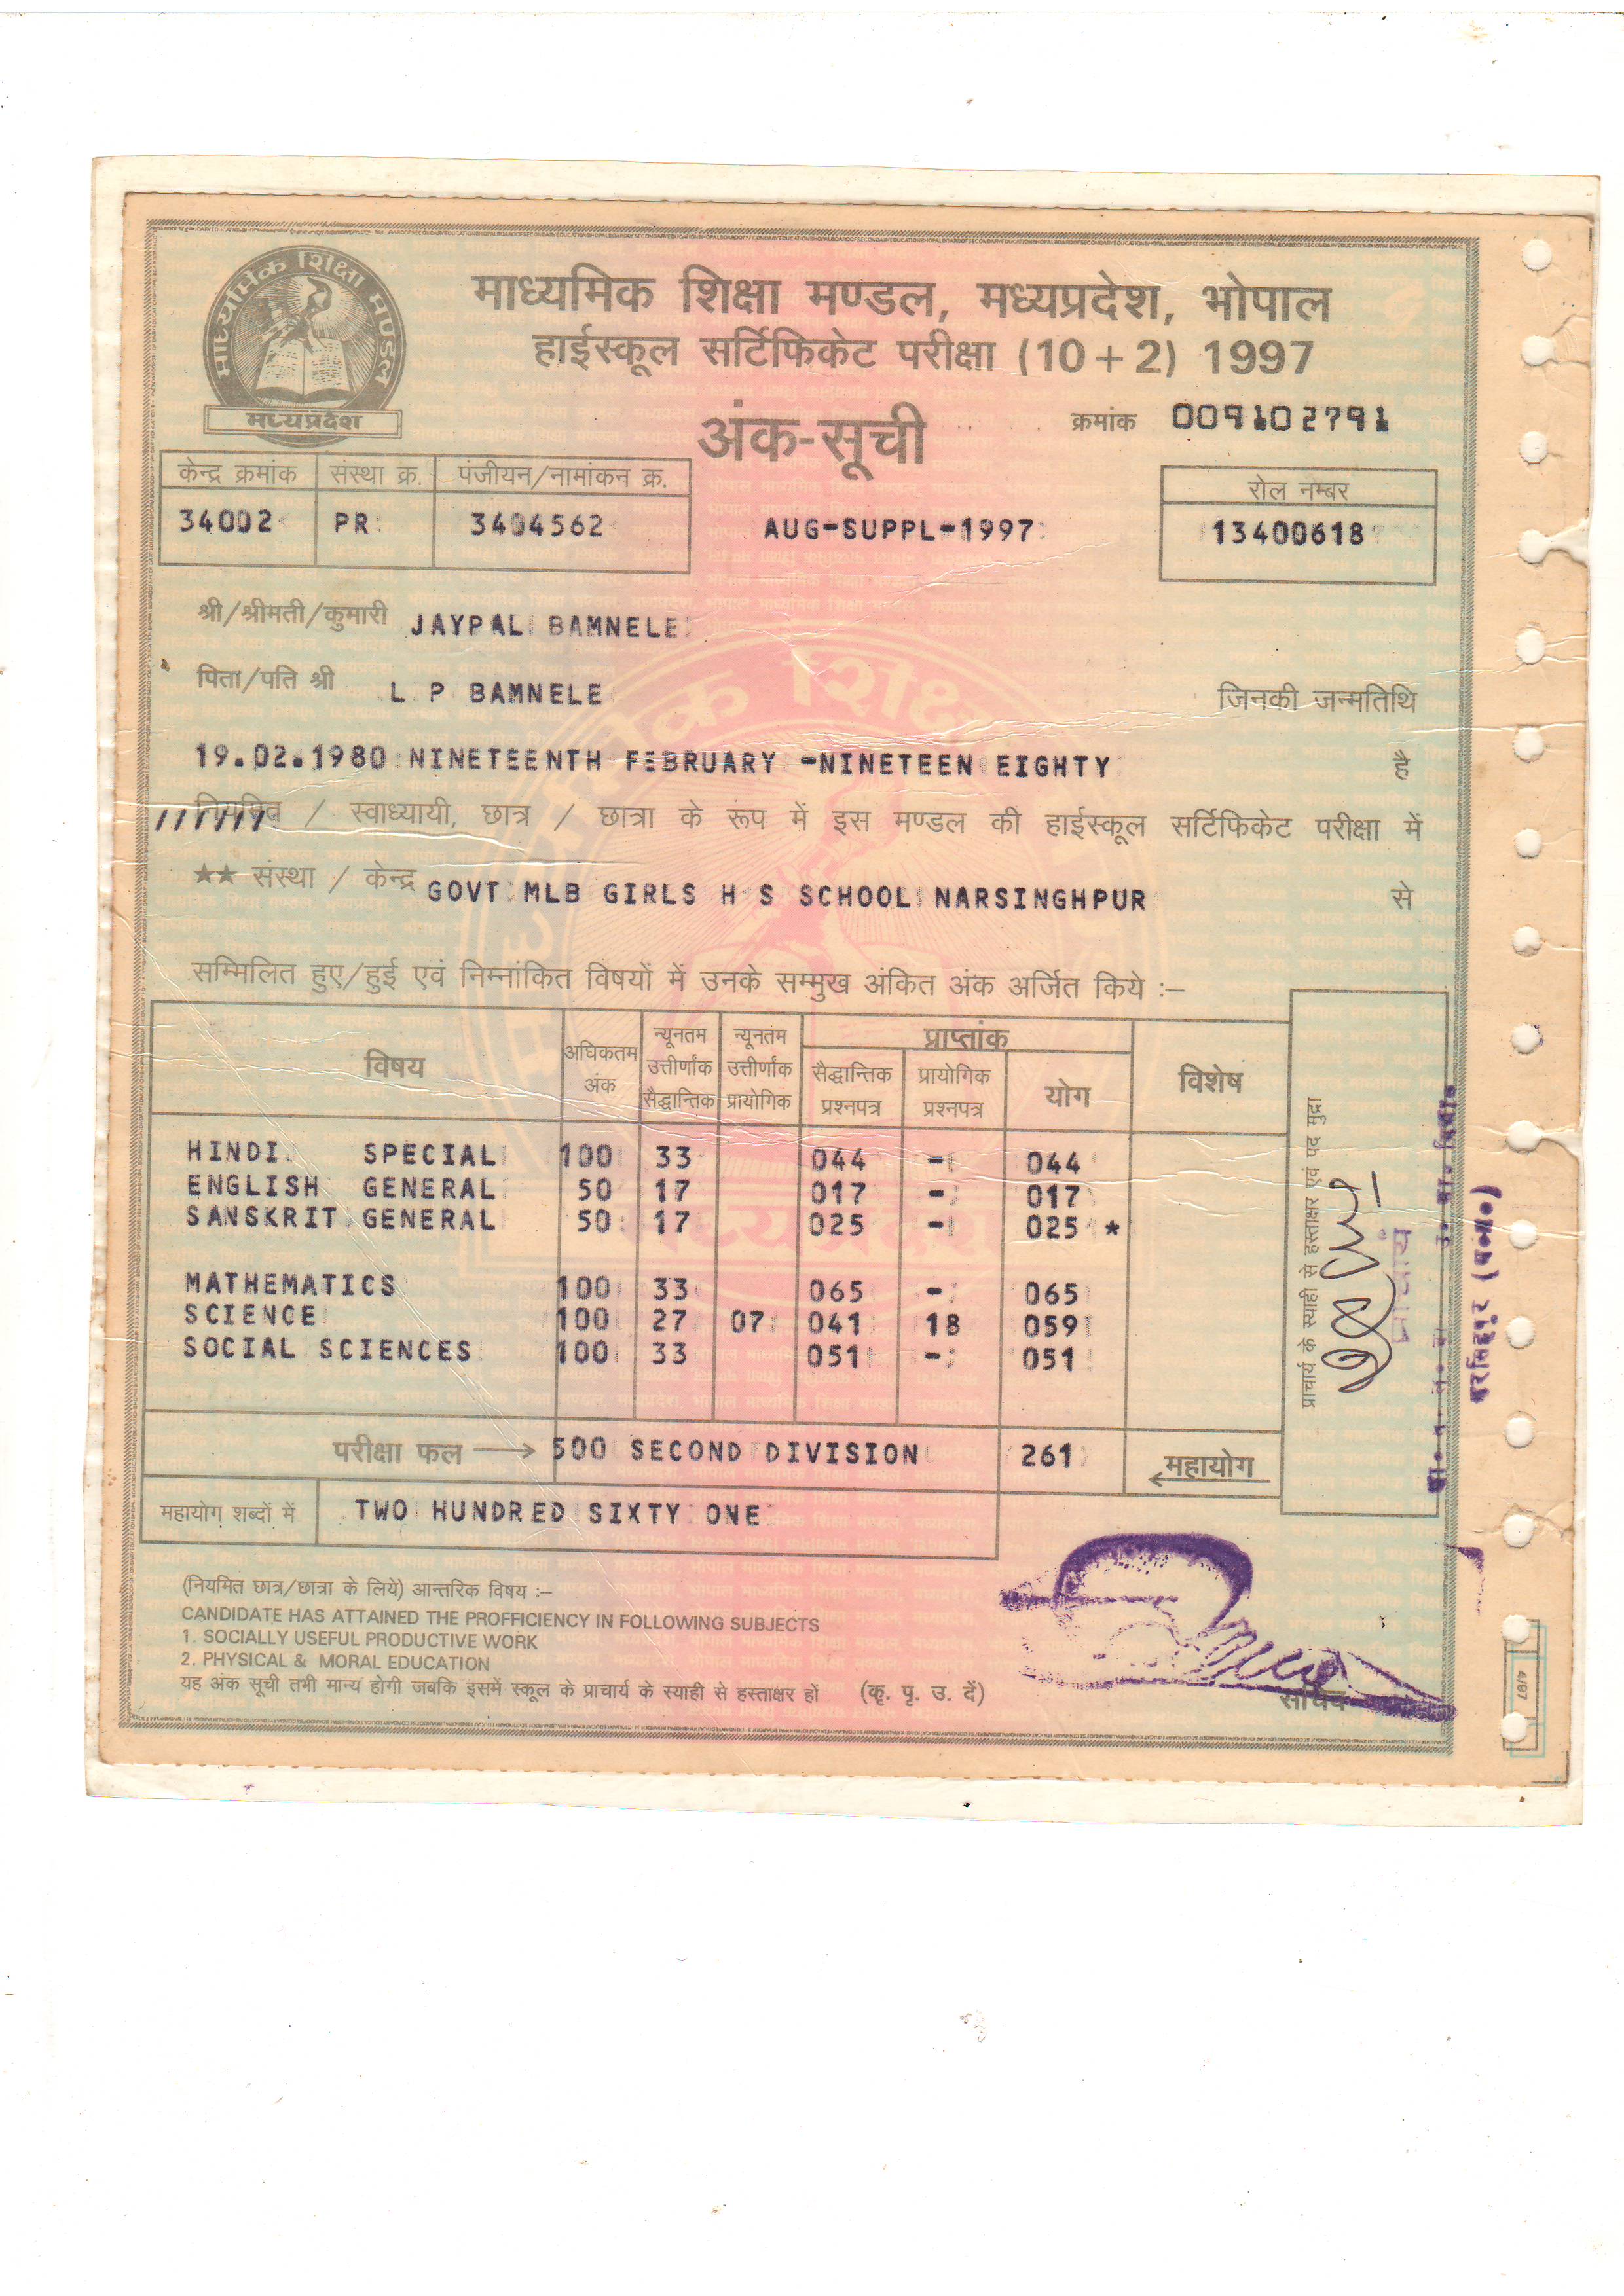 माध्यमिक शिक्षा मण्डल
मध्यप्रदेश
माध्यमिक शिक्षा मण्डल, मध्यप्रदेश, भोपाल
हाईस्कूल सर्टिफिकेट परीक्षा (10+2) 1997
अंक-सूची
क्रमांक 009102791
केन्द्र क्रमांक संस्था क्र. पंजीयन/नामांकन क्र.
34002 PR 3404562
AUG-SUPPL-1997
रोल नम्बर
13400618
श्री/श्रीमती/कुमारी JAYPAL BAMNELE
पिता/पति श्री L P BAMNELE जिनकी जन्मतिथि
19.02.1980 NINETEENTH FEBRUARY -NINETEEN EIGHTY है
नियमित / स्वाध्यायी, छात्र / छात्रा के रूप में इस मण्डल की हाईस्कूल सर्टिफिकेट परीक्षा में
★★ संस्था / केन्द्र GOVT MLB GIRLS H S SCHOOL NARSINGHPUR से
सम्मिलित हुए/हुई एवं निम्नांकित विषयों में उनके सम्मुख अंकित अंक अर्जित किये :–
विषय अधिकतम अंक न्यूनतम उत्तीर्णांक सैद्धान्तिक न्यूनतम उत्तीर्णांक प्रायोगिक प्राप्तांक सैद्धान्तिक प्रश्नपत्र प्रायोगिक प्रश्नपत्र योग विशेष
HINDI SPECIAL 100 33 044 - 044
ENGLISH GENERAL 50 17 017 - 017
SANSKRIT GENERAL 50 17 025 - 025 *
MATHEMATICS 100 33 065 - 065
SCIENCE 100 27 07 041 18 059
SOCIAL SCIENCES 100 33 051 - 051
परीक्षा फल → 500 SECOND DIVISION 261 ← महायोग
महायोग शब्दों में TWO HUNDRED SIXTY ONE
प्राचार्य के स्याही से हस्ताक्षर एवं पद मुद्रा
प्राचार्य
नरसिंहपुर (म०प्र०)
(नियमित छात्र/छात्रा के लिये) आन्तरिक विषय :–
CANDIDATE HAS ATTAINED THE PROFFICIENCY IN FOLLOWING SUBJECTS
1. SOCIALLY USEFUL PRODUCTIVE WORK
2. PHYSICAL & MORAL EDUCATION
यह अंक सूची तभी मान्य होगी जबकि इसमें स्कूल के प्राचार्य के स्याही से हस्ताक्षर हों (कृ. पृ. उ. दें)
सचिव
4/97